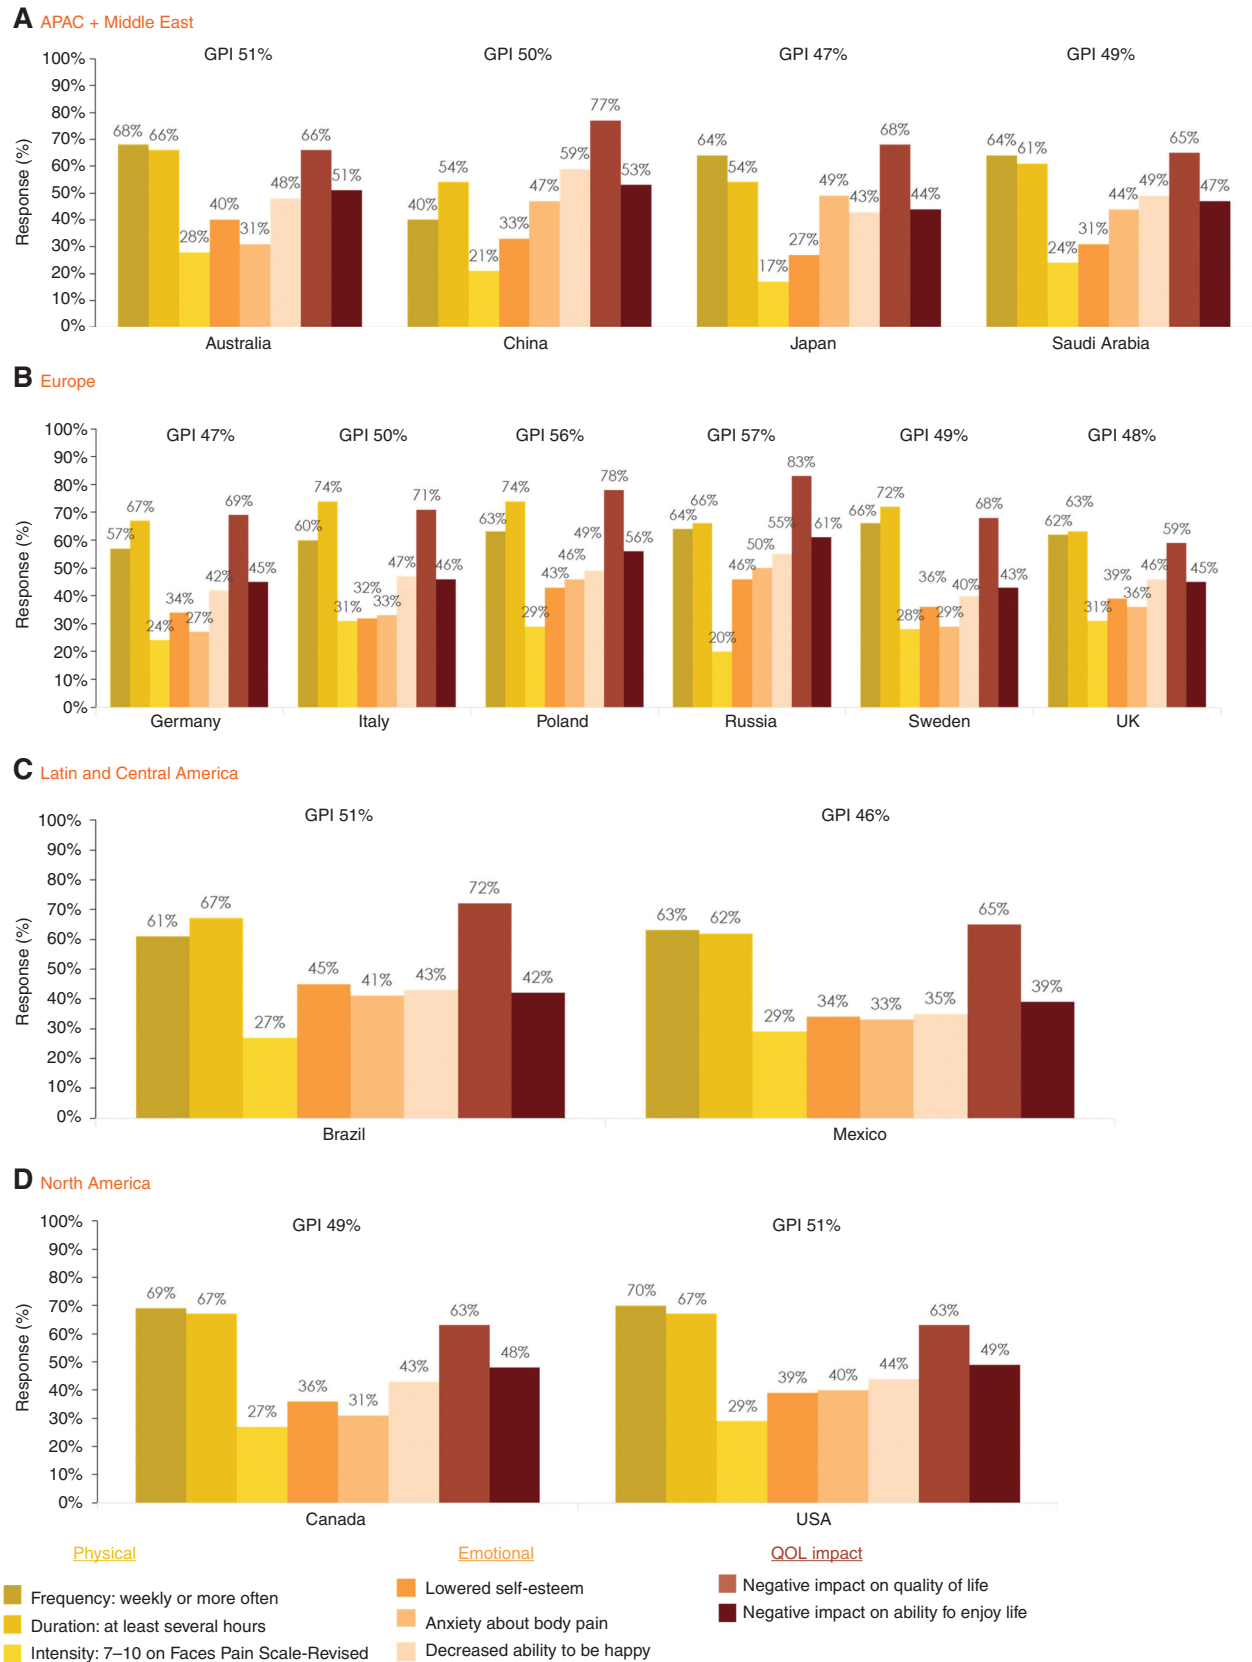 A APAC + Middle East
GPI 51% GPI 50% GPI 47% GPI 49%
Response (%)
100%
90%
80%
70%
60%
50%
40%
30%
20%
10%
0%
68% 66% 28% 40% 31% 48% 66% 51%
40% 54% 21% 33% 47% 59% 77% 53%
64% 54% 17% 27% 49% 43% 68% 44%
64% 61% 24% 31% 44% 49% 65% 47%
Australia China Japan Saudi Arabia
B Europe
GPI 47% GPI 50% GPI 56% GPI 57% GPI 49% GPI 48%
Response (%)
100%
90%
80%
70%
60%
50%
40%
30%
20%
10%
0%
57% 67% 24% 34% 27% 42% 69% 45%
60% 74% 31% 32% 33% 47% 71% 46%
63% 74% 29% 43% 46% 49% 78% 56%
64% 66% 20% 46% 50% 55% 83% 61%
66% 72% 28% 36% 29% 40% 68% 43%
62% 63% 31% 39% 36% 46% 59% 45%
Germany Italy Poland Russia Sweden UK
C Latin and Central America
GPI 51% GPI 46%
Response (%)
100%
90%
80%
70%
60%
50%
40%
30%
20%
10%
0%
61% 67% 27% 45% 41% 43% 72% 42%
63% 62% 29% 34% 33% 35% 65% 39%
Brazil Mexico
D North America
GPI 49% GPI 51%
Response (%)
100%
90%
80%
70%
60%
50%
40%
30%
20%
10%
0%
69% 67% 27% 36% 31% 43% 63% 48%
70% 67% 29% 39% 40% 44% 63% 49%
Canada USA
Physical
Frequency: weekly or more often
Duration: at least several hours
Intensity: 7–10 on Faces Pain Scale-Revised
Emotional
Lowered self-esteem
Anxiety about body pain
Decreased ability to be happy
QOL impact
Negative impact on quality of life
Negative impact on ability fo enjoy life